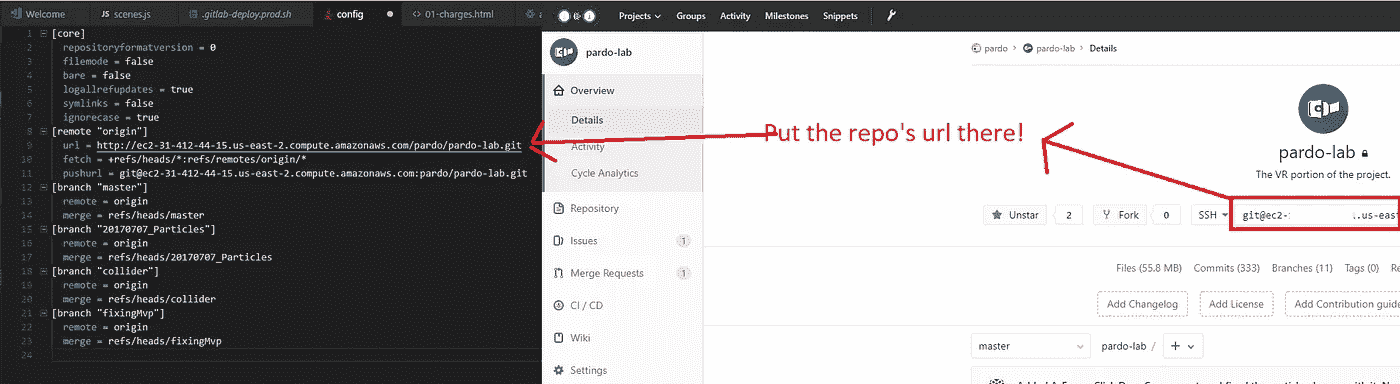 Welcome
scenes.js
.gitlab-deploy.prod.sh
config
01-charges.html
1 [core]
2 repositoryformatversion = 0
3 filemode = false
4 bare = false
5 logallrefupdates = true
6 symlinks = false
7 ignorecase = true
8 [remote "origin"]
9 url = http://ec2-31-412-44-15.us-east-2.compute.amazonaws.com/pardo/pardo-lab.git
10 fetch = +refs/heads/*:refs/remotes/origin/*
11 pushurl = git@ec2-31-412-44-15.us-east-2.compute.amazonaws.com:pardo/pardo-lab.git
12 [branch "master"]
13 remote = origin
14 merge = refs/heads/master
15 [branch "20170707_Particles"]
16 remote = origin
17 merge = refs/heads/20170707_Particles
18 [branch "collider"]
19 remote = origin
20 merge = refs/heads/collider
21 [branch "fixingMvp"]
22 remote = origin
23 merge = refs/heads/fixingMvp
24
Projects Groups Activity Milestones Snippets
pardo-lab
Overview
Details
Activity
Cycle Analytics
Repository
Issues 1
Merge Requests 1
CI / CD
Wiki
Settings
Put the repo's url there!
pardo > pardo-lab > Details
pardo-lab
The VR portion of the project.
Unstar 2 Fork 0 SSH git@ec2- .us-east
Files (55.8 MB) Commits (333) Branches (11) Tags (0)
Add Changelog Add License Add Contribution guide
master pardo-lab / +